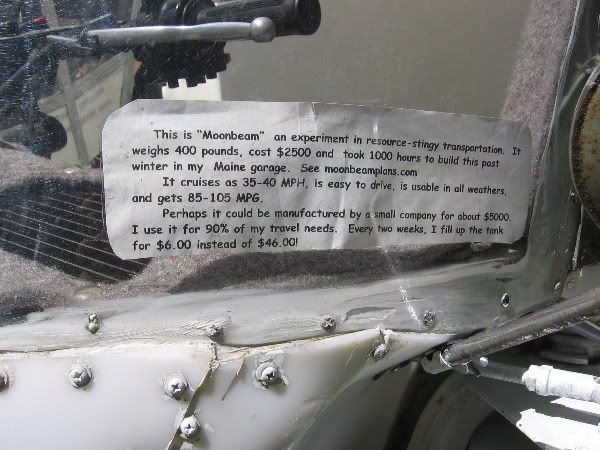 This is "Moonbeam" an experiment in resource-stingy transportation. It
weighs 400 pounds, cost $2500 and took 1000 hours to build this past
winter in my Maine garage. See moonbeamplans.com
It cruises as 35-40 MPH, is easy to drive, is usable in all weathers,
and gets 85-105 MPG.
Perhaps it could be manufactured by a small company for about $5000.
I use it for 90% of my travel needs. Every two weeks, I fill up the tank
for $6.00 instead of $46.00!